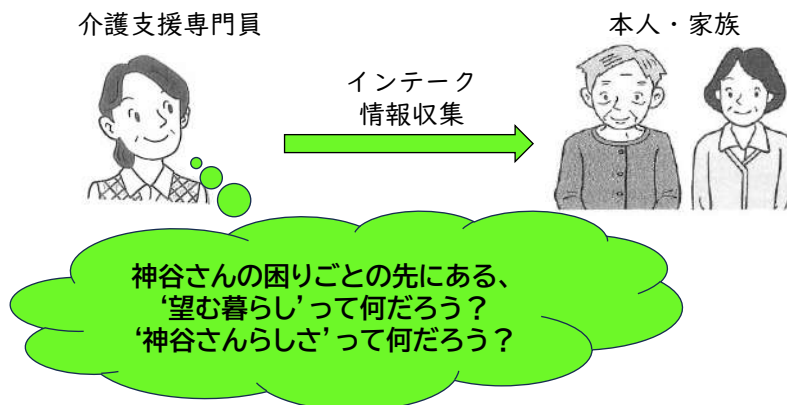 介護支援専門員
本人・家族
インテーク
情報収集
神谷さんの困りごとの先にある、
‘望む暮らし’って何だろう？
‘神谷さんらしさ’って何だろう？